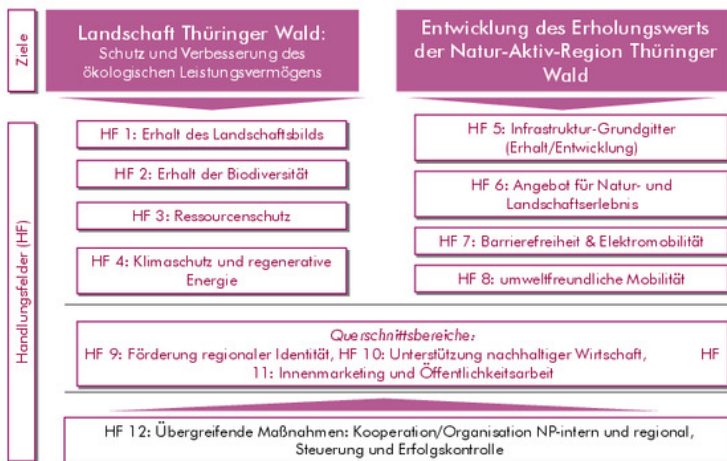 Ziele
Landschaft Thüringer Wald:
Schutz und Verbesserung des
ökologischen Leistungsvermögens
Entwicklung des Erholungswerts
der Natur-Aktiv-Region Thüringer
Wald
Handlungsfelder (HF)
HF 1: Erhalt des Landschaftsbilds
HF 2: Erhalt der Biodiversität
HF 3: Ressourcenschutz
HF 4: Klimaschutz und regenerative
Energie
HF 5: Infrastruktur-Grundgitter
(Erhalt/Entwicklung)
HF 6: Angebot für Natur- und
Landschaftserlebnis
HF 7: Barrierefreiheit & Elektromobilität
HF 8: umweltfreundliche Mobilität
Querschnittsbereiche:
HF 9: Förderung regionaler Identität, HF 10: Unterstützung nachhaltiger Wirtschaft, HF
11: Innenmarketing und Öffentlichkeitsarbeit
HF 12: Übergreifende Maßnahmen: Kooperation/Organisation NP-intern und regional,
Steuerung und Erfolgskontrolle